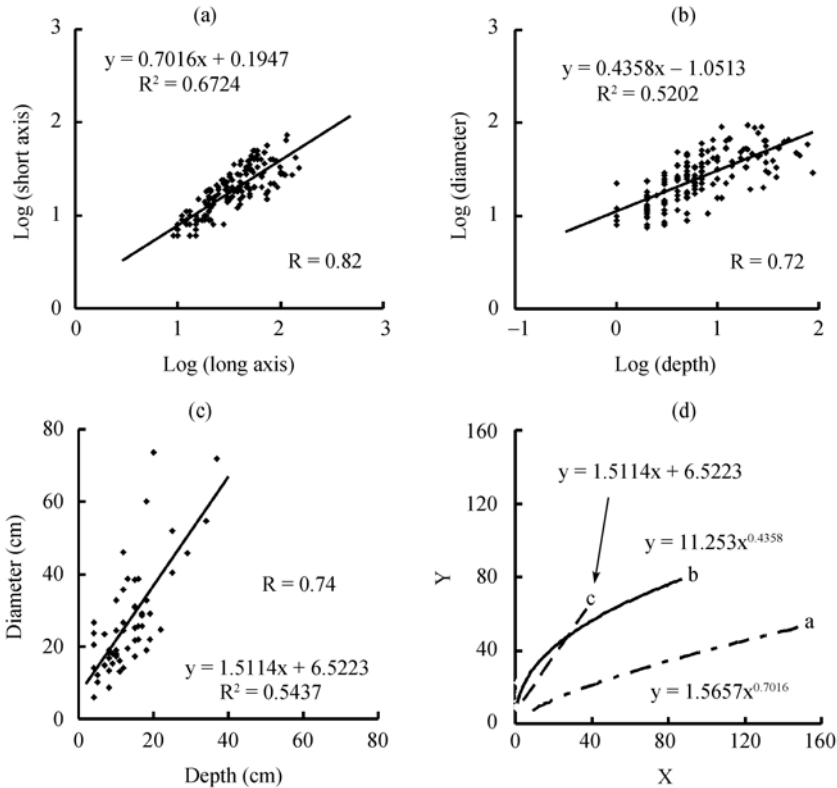 (a)
3
2
1
0
0
1
2
3
y = 0.7016x + 0.1947
R² = 0.6724
R = 0.82
Log (short axis)
Log (long axis)
(b)
3
2
1
0
−1
0
1
2
y = 0.4358x − 1.0513
R² = 0.5202
R = 0.72
Log (diameter)
Log (depth)
(c)
80
60
40
20
0
0
20
40
60
80
R = 0.74
y = 1.5114x + 6.5223
R² = 0.5437
Diameter (cm)
Depth (cm)
(d)
160
120
80
40
0
0
40
80
120
160
y = 1.5114x + 6.5223
y = 11.253x^0.4358
b
c
a
y = 1.5657x^0.7016
Y
X